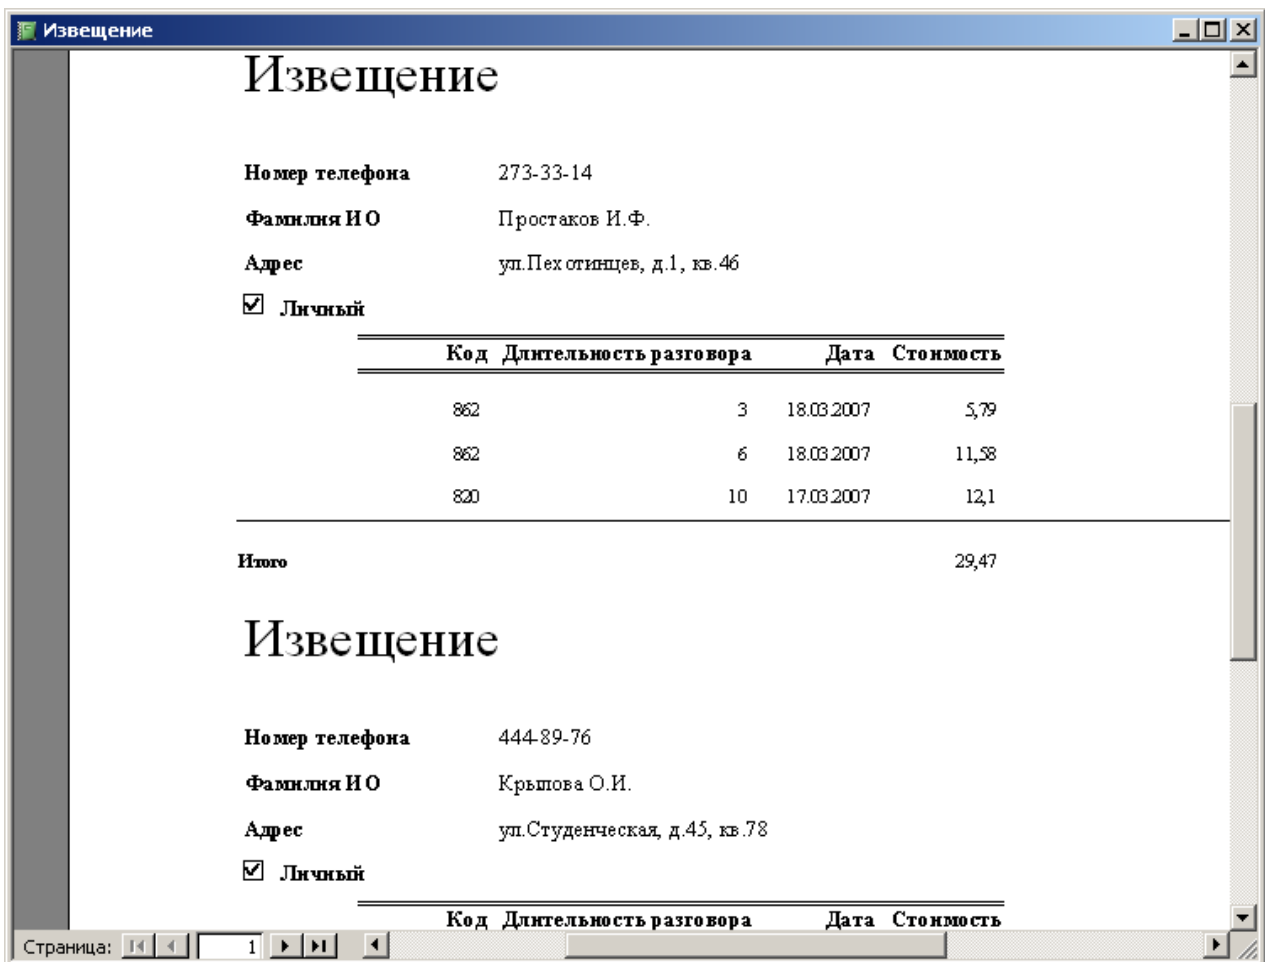 Извещение
Извещение
Номер телефона 273-33-14
Фамилия ИО Простаков И.Ф.
Адрес ул.Пехотинцев, д.1, кв.46
Личный
Код Длительность разговора Дата Стоимость
862 3 18.03.2007 5,79
862 6 18.03.2007 11,58
820 10 17.03.2007 12,1
Итого 29,47
Извещение
Номер телефона 444-89-76
Фамилия ИО Крылова О.И.
Адрес ул.Студенческая, д.45, кв.78
Личный
Код Длительность разговора Дата Стоимость
Страница: 1